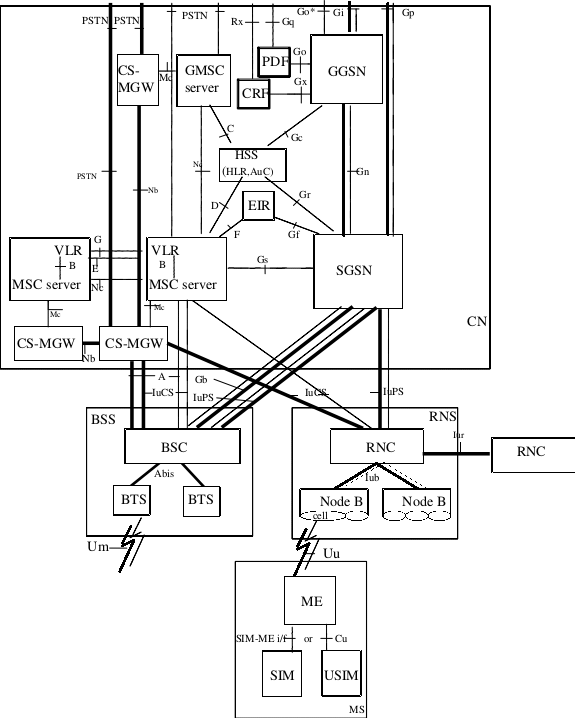 PSTN PSTN PSTN Rx Gq Go* Gi Gp
CS-
MGW
Mc
GMSC
server
PDF
Go
CRF
Gx
GGSN
C
Gc
HSS
(HLR,AuC)
PSTN
Nb
Nc
Gn
D
EIR
Gr
F
Gf
VLR
B
MSC server
G
E
Nc
VLR
B
MSC server
Gs
SGSN
Mc
Mc
CN
CS-MGW
Nb
CS-MGW
A
Gb
IuCS
IuPS
IuCS
IuPS
BSS
RNS
BSC
RNC
Iur
RNC
Abis
Iub
BTS
BTS
Node B
Node B
cell
Um
Uu
ME
SIM-ME i/f or Cu
SIM
USIM
MS